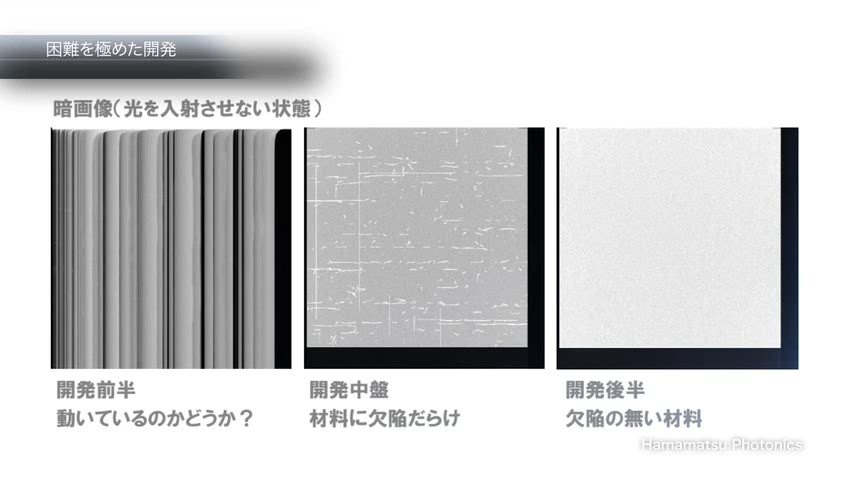 困難を極めた開発
暗画像(光を入射させない状態)
開発前半
動いているのかどうか?
開発中盤
材料に欠陥だらけ
開発後半
欠陥の無い材料
Hamamatsu Photonics